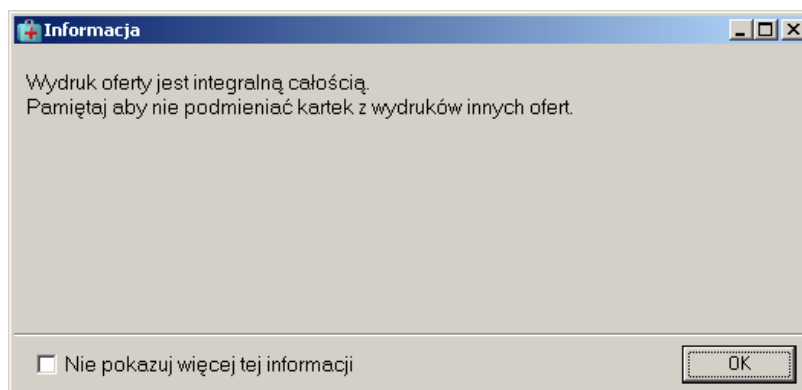 Informacja
Wydruk oferty jest integralną całością.
Pamiętaj aby nie podmieniać kartek z wydruków innych ofert.
Nie pokazuj więcej tej informacji
OK